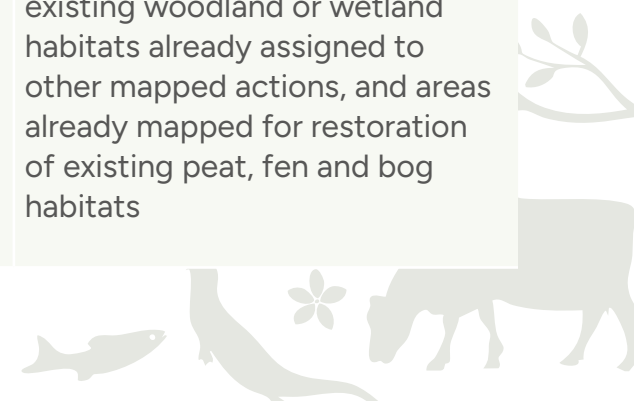 existing woodland or wetland
habitats already assigned to
other mapped actions, and areas
already mapped for restoration
of existing peat, fen and bog
habitats